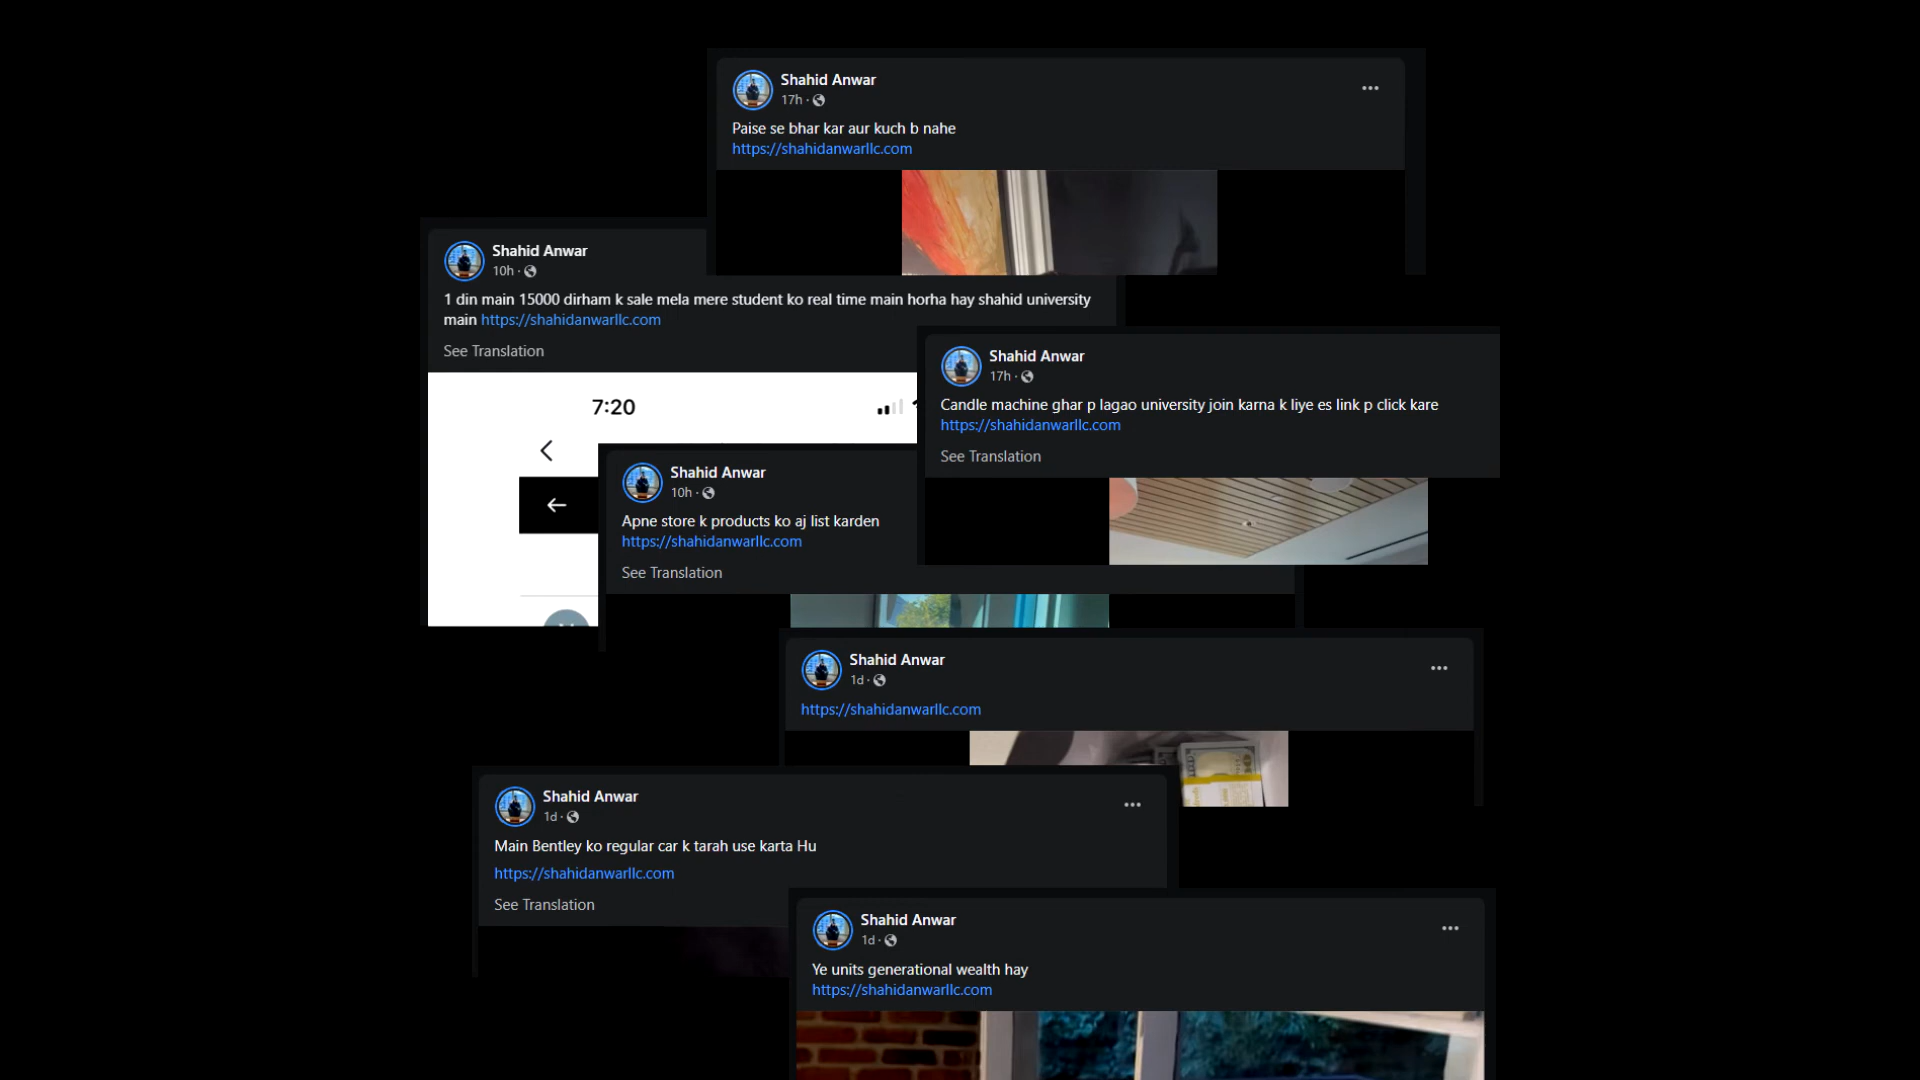 Shahid Anwar
17h
Paise se bhar kar aur kuch b nahe
https://shahidanwarllc.com
Shahid Anwar
10h
1 din main 15000 dirham k sale mela mere student ko real time main horha hay shahid university
main https://shahidanwarllc.com
See Translation
7:20
Shahid Anwar
17h
Candle machine ghar p lagao university join karna k liye es link p click kare
https://shahidanwarllc.com
See Translation
Shahid Anwar
10h
Apne store k products ko aj list karden
https://shahidanwarllc.com
See Translation
Shahid Anwar
1d
https://shahidanwarllc.com
Shahid Anwar
1d
Main Bentley ko regular car k tarah use karta Hu
https://shahidanwarllc.com
See Translation
Shahid Anwar
1d
Ye units generational wealth hay
https://shahidanwarllc.com